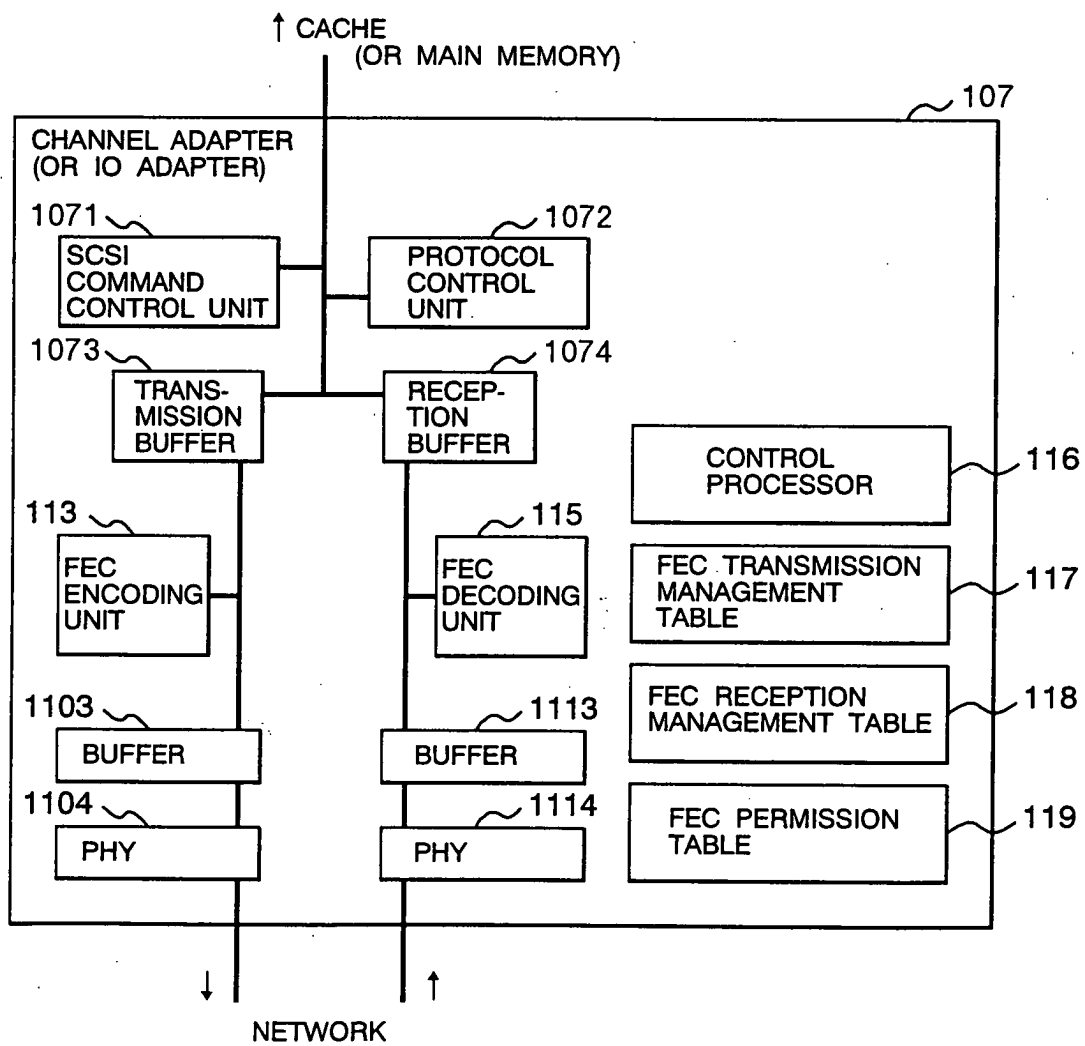 ↑ CACHE
(OR MAIN MEMORY)
107
CHANNEL ADAPTER
(OR IO ADAPTER)
1071
1072
SCSI
COMMAND
CONTROL UNIT
PROTOCOL
CONTROL
UNIT
1073
1074
TRANS-
MISSION
BUFFER
RECEP-
TION
BUFFER
CONTROL
PROCESSOR
116
113
115
FEC
ENCODING
UNIT
FEC
DECODING
UNIT
FEC TRANSMISSION
MANAGEMENT
TABLE
117
FEC RECEPTION
MANAGEMENT TABLE
118
1103
1113
BUFFER
BUFFER
1104
1114
PHY
PHY
FEC PERMISSION
TABLE
119
↓ ↑
NETWORK